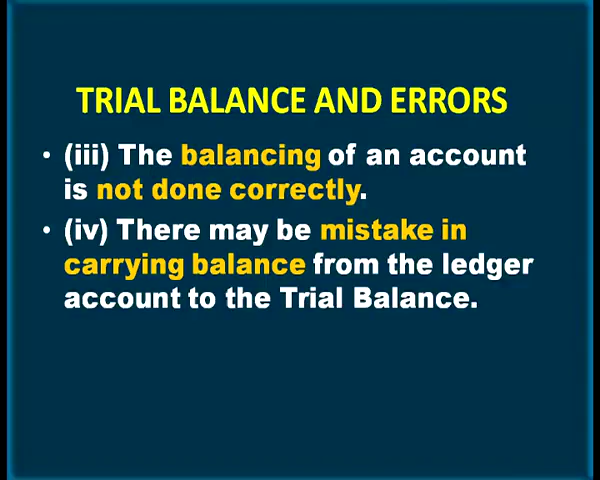 TRIAL BALANCE AND ERRORS
• (iii) The balancing of an account
is not done correctly.
• (iv) There may be mistake in
carrying balance from the ledger
account to the Trial Balance.